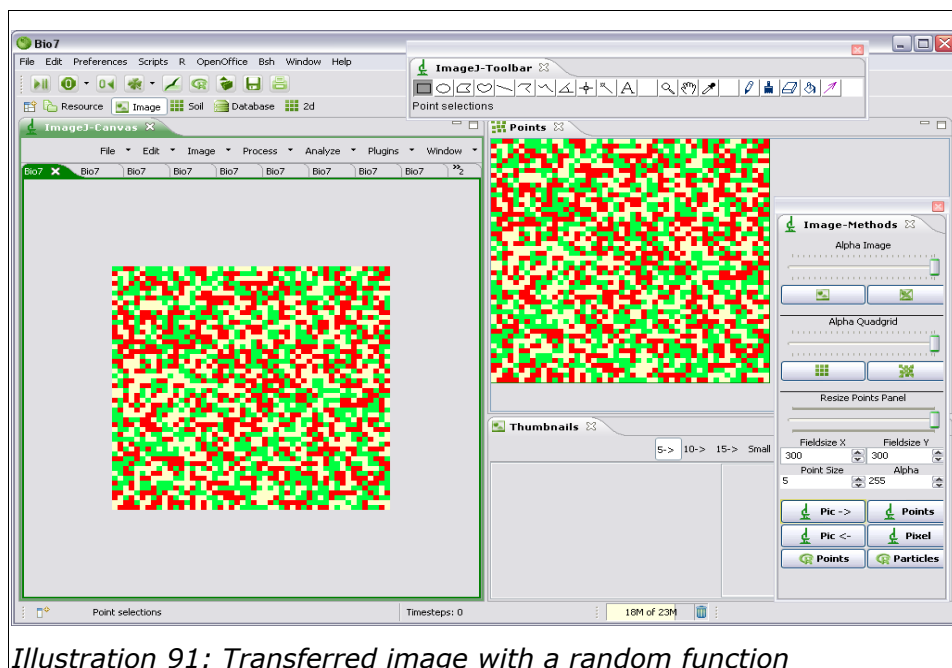 Bio7
File Edit Preferences Scripts R OpenOffice Bsh Window Help
ImageJ-Toolbar
Point selections
Resource Image Soil Database 2d
ImageJ-Canvas
File Edit Image Process Analyze Plugins Window
Bio7 Bio7 Bio7 Bio7 Bio7 Bio7 Bio7 Bio7 Bio7 »2
Points
Image-Methods
Alpha Image
Alpha Quadgrid
Resize Points Panel
Fieldsize X Fieldsize Y
300 300
Point Size Alpha
5 255
Pic -> Points
Pic <- Pixel
Points Particles
Thumbnails
5-> 10-> 15-> Small
Point selections Timesteps: 0 18M of 23M
Illustration 91: Transferred image with a random function